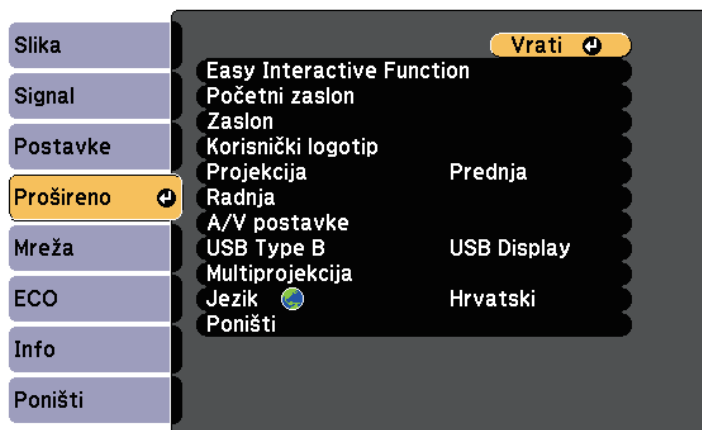 Slika
Signal
Postavke
Prošireno
Mreža
ECO
Info
Poništi
Vrati
Easy Interactive Function
Početni zaslon
Zaslon
Korisnički logotip
Projekcija Prednja
Radnja
A/V postavke
USB Type B USB Display
Multiprojekcija
Jezik Hrvatski
Poništi